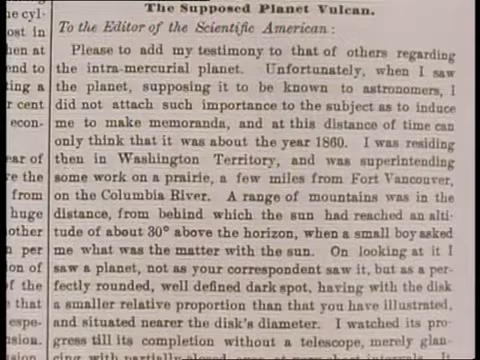 The Supposed Planet Vulcan.
To the Editor of the Scientific American:
Please to add my testimony to that of others regarding
the intra-mercurial planet. Unfortunately, when I saw
the planet, supposing it to be known to astronomers, I
did not attach such importance to the subject as to induce
me to make memoranda, and at this distance of time can
only think that it was about the year 1860. I was residing
then in Washington Territory, and was superintending
some work on a prairie, a few miles from Fort Vancouver,
on the Columbia River. A range of mountains was in the
distance, from behind which the sun had reached an alti-
tude of about 30° above the horizon, when a small boy asked
me what was the matter with the sun. On looking at it I
saw a planet, not as your correspondent saw it, but as a per-
fectly rounded, well defined dark spot, having with the disk
a smaller relative proportion than that you have illustrated,
and situated nearer the disk's diameter. I watched its pro-
gress till its completion without a telescope, merely glan-
cing with partially closed eyes at